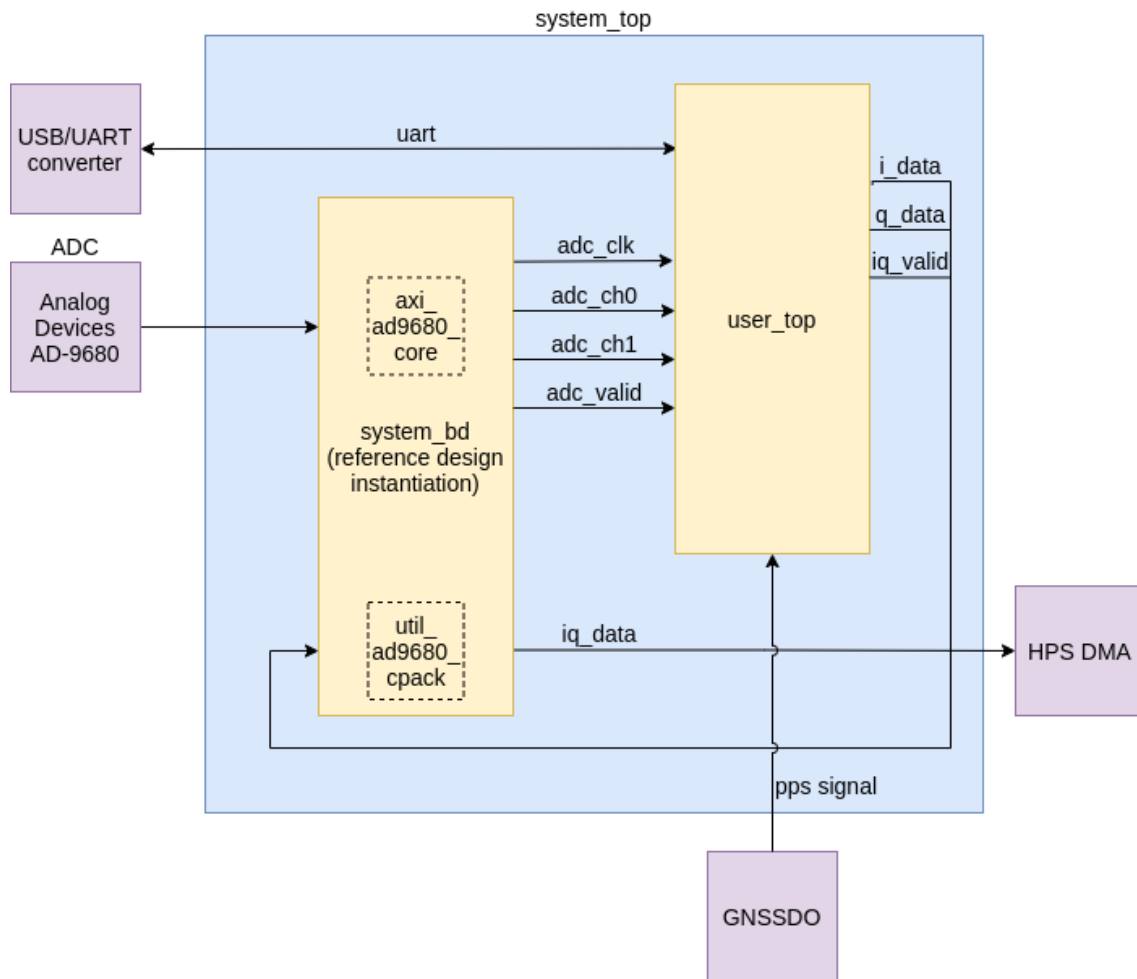 system_top
USB/UART
converter
uart
i_data
q_data
iq_valid
ADC
Analog
Devices
AD-9680
adc_clk
adc_ch0
adc_ch1
adc_valid
axi_
ad9680_
core
user_top
system_bd
(reference design
instantiation)
util_
ad9680_
cpack
iq_data
HPS DMA
pps signal
GNSSDO